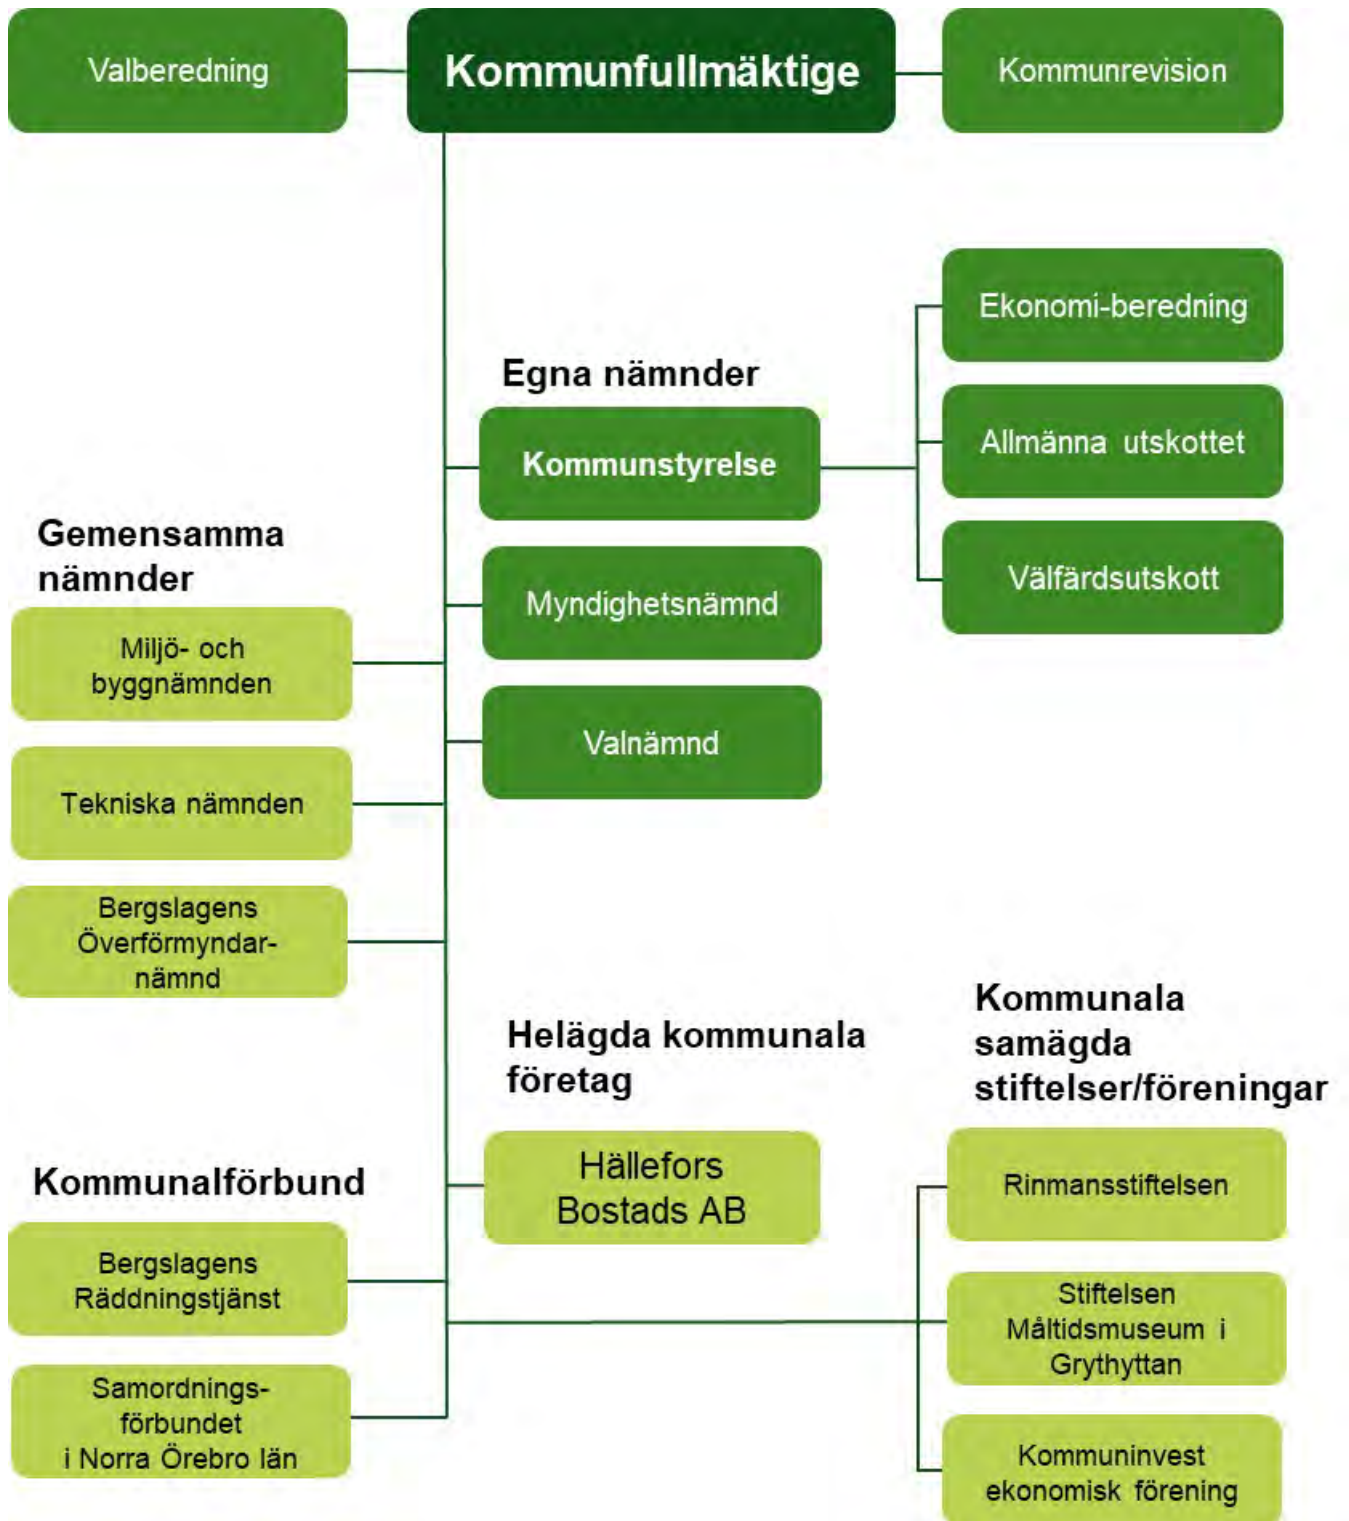 Valberedning
Kommunfullmäktige
Kommunrevision
Ekonomi-beredning
Allmänna utskottet
Välfärdsutskott
Egna nämnder
Kommunstyrelse
Myndighetsnämnd
Valnämnd
Gemensamma
nämnder
Miljö- och
byggnämnden
Tekniska nämnden
Bergslagens
Överförmyndar-
nämnd
Helägda kommunala
företag
Hällefors
Bostads AB
Kommunala
samägda
stiftelser/föreningar
Rinmansstiftelsen
Stiftelsen
Måltidsmuseum i
Grythyttan
Kommuninvest
ekonomisk förening
Kommunalförbund
Bergslagens
Räddningstjänst
Samordnings-
förbundet
i Norra Örebro län